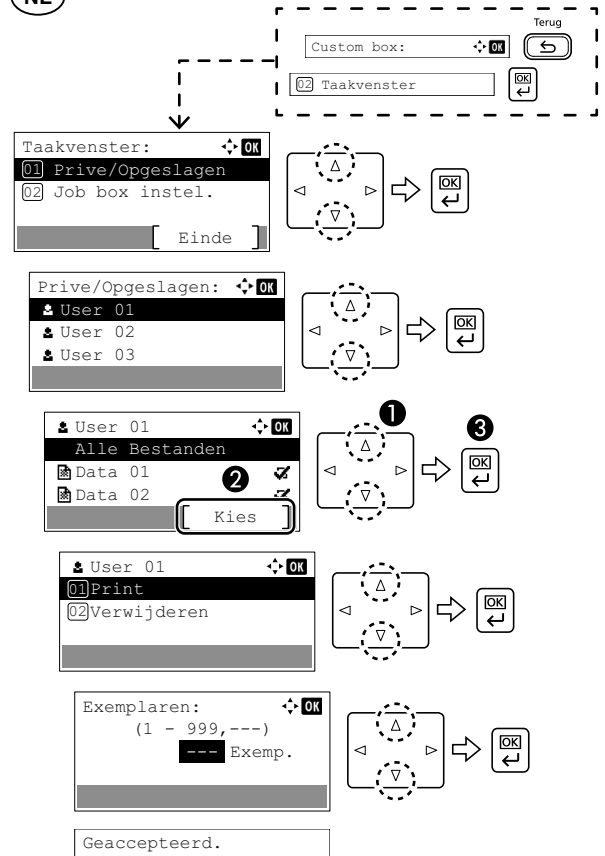 NL
Terug
Custom box: OK
02 Taakvenster OK
Taakvenster: OK
01 Prive/Opgeslagen
02 Job box instel.
[ Einde ]
OK
Prive/Opgeslagen: OK
User 01
User 02
User 03
OK
User 01 OK
Alle Bestanden
Data 01
Data 02
[ Kies ]
1
2
3
OK
User 01 OK
01 Print
02 Verwijderen
OK
Exemplaren: OK
(1 - 999,---)
--- Exemp.
OK
Geaccepteerd.